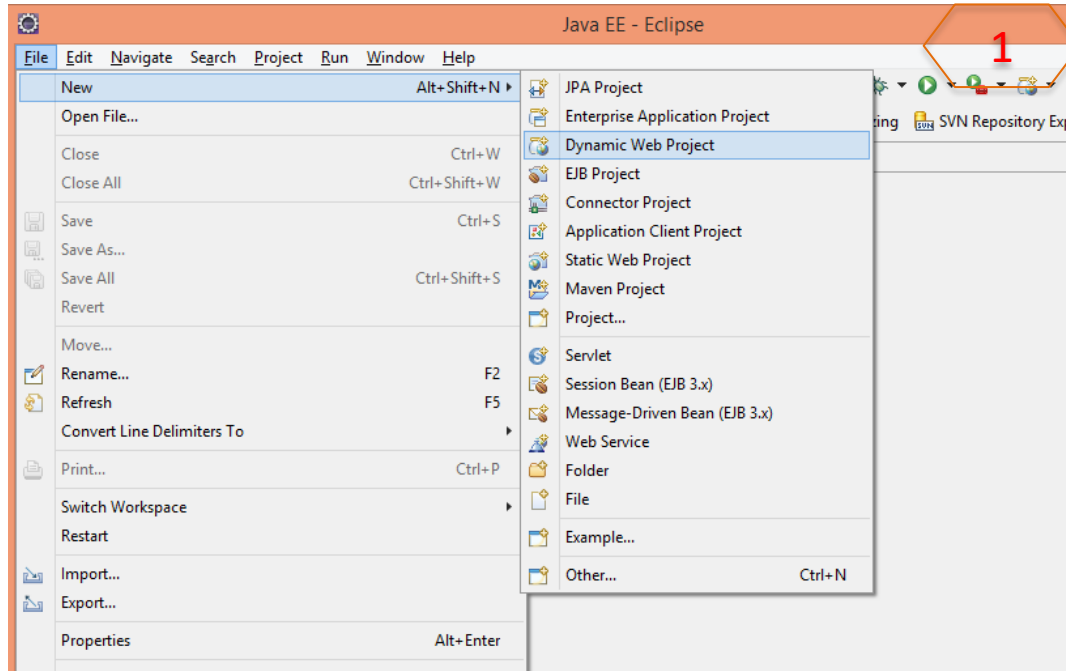 Java EE - Eclipse
1
File Edit Navigate Search Project Run Window Help
New Alt+Shift+N
Open File...
Close Ctrl+W
Close All Ctrl+Shift+W
Save Ctrl+S
Save As...
Save All Ctrl+Shift+S
Revert
Move...
Rename... F2
Refresh F5
Convert Line Delimiters To
Print... Ctrl+P
Switch Workspace
Restart
Import...
Export...
Properties Alt+Enter
JPA Project
Enterprise Application Project
Dynamic Web Project
EJB Project
Connector Project
Application Client Project
Static Web Project
Maven Project
Project...
Servlet
Session Bean (EJB 3.x)
Message-Driven Bean (EJB 3.x)
Web Service
Folder
File
Example...
Other... Ctrl+N
SVN Repository